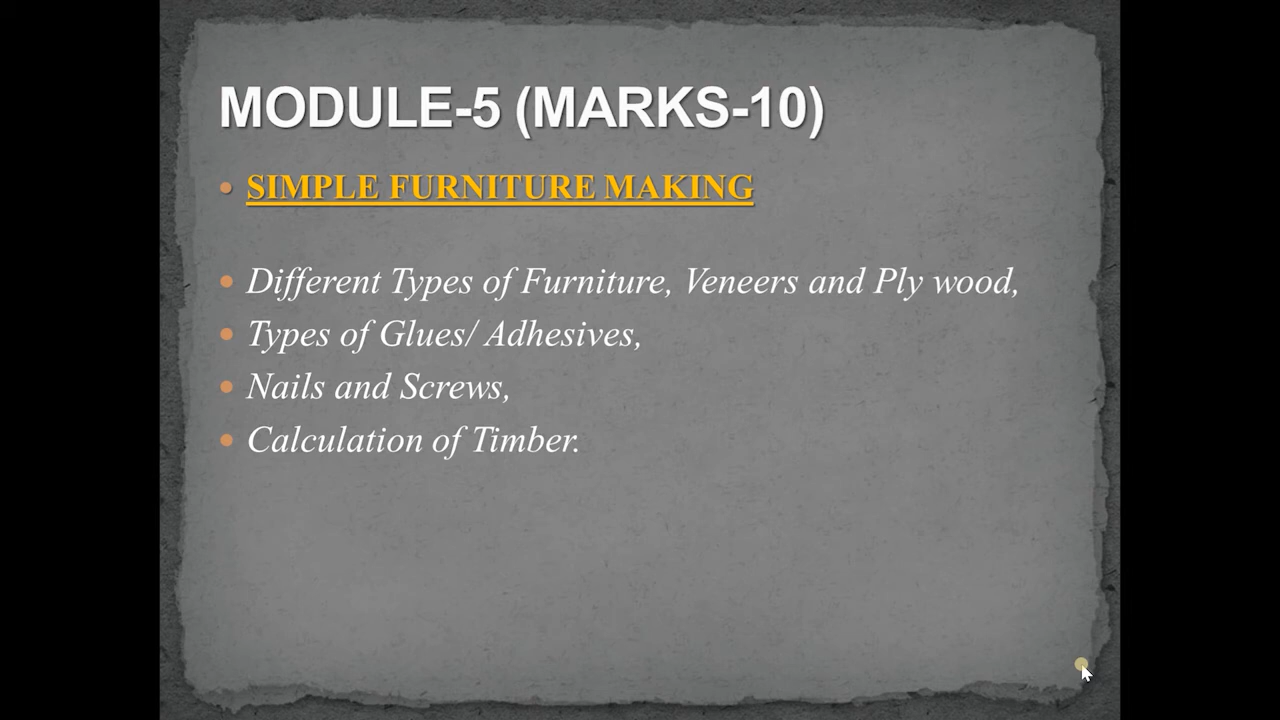 MODULE-5 (MARKS-10)
SIMPLE FURNITURE MAKING
Different Types of Furniture, Veneers and Ply wood,
Types of Glues/ Adhesives,
Nails and Screws,
Calculation of Timber.